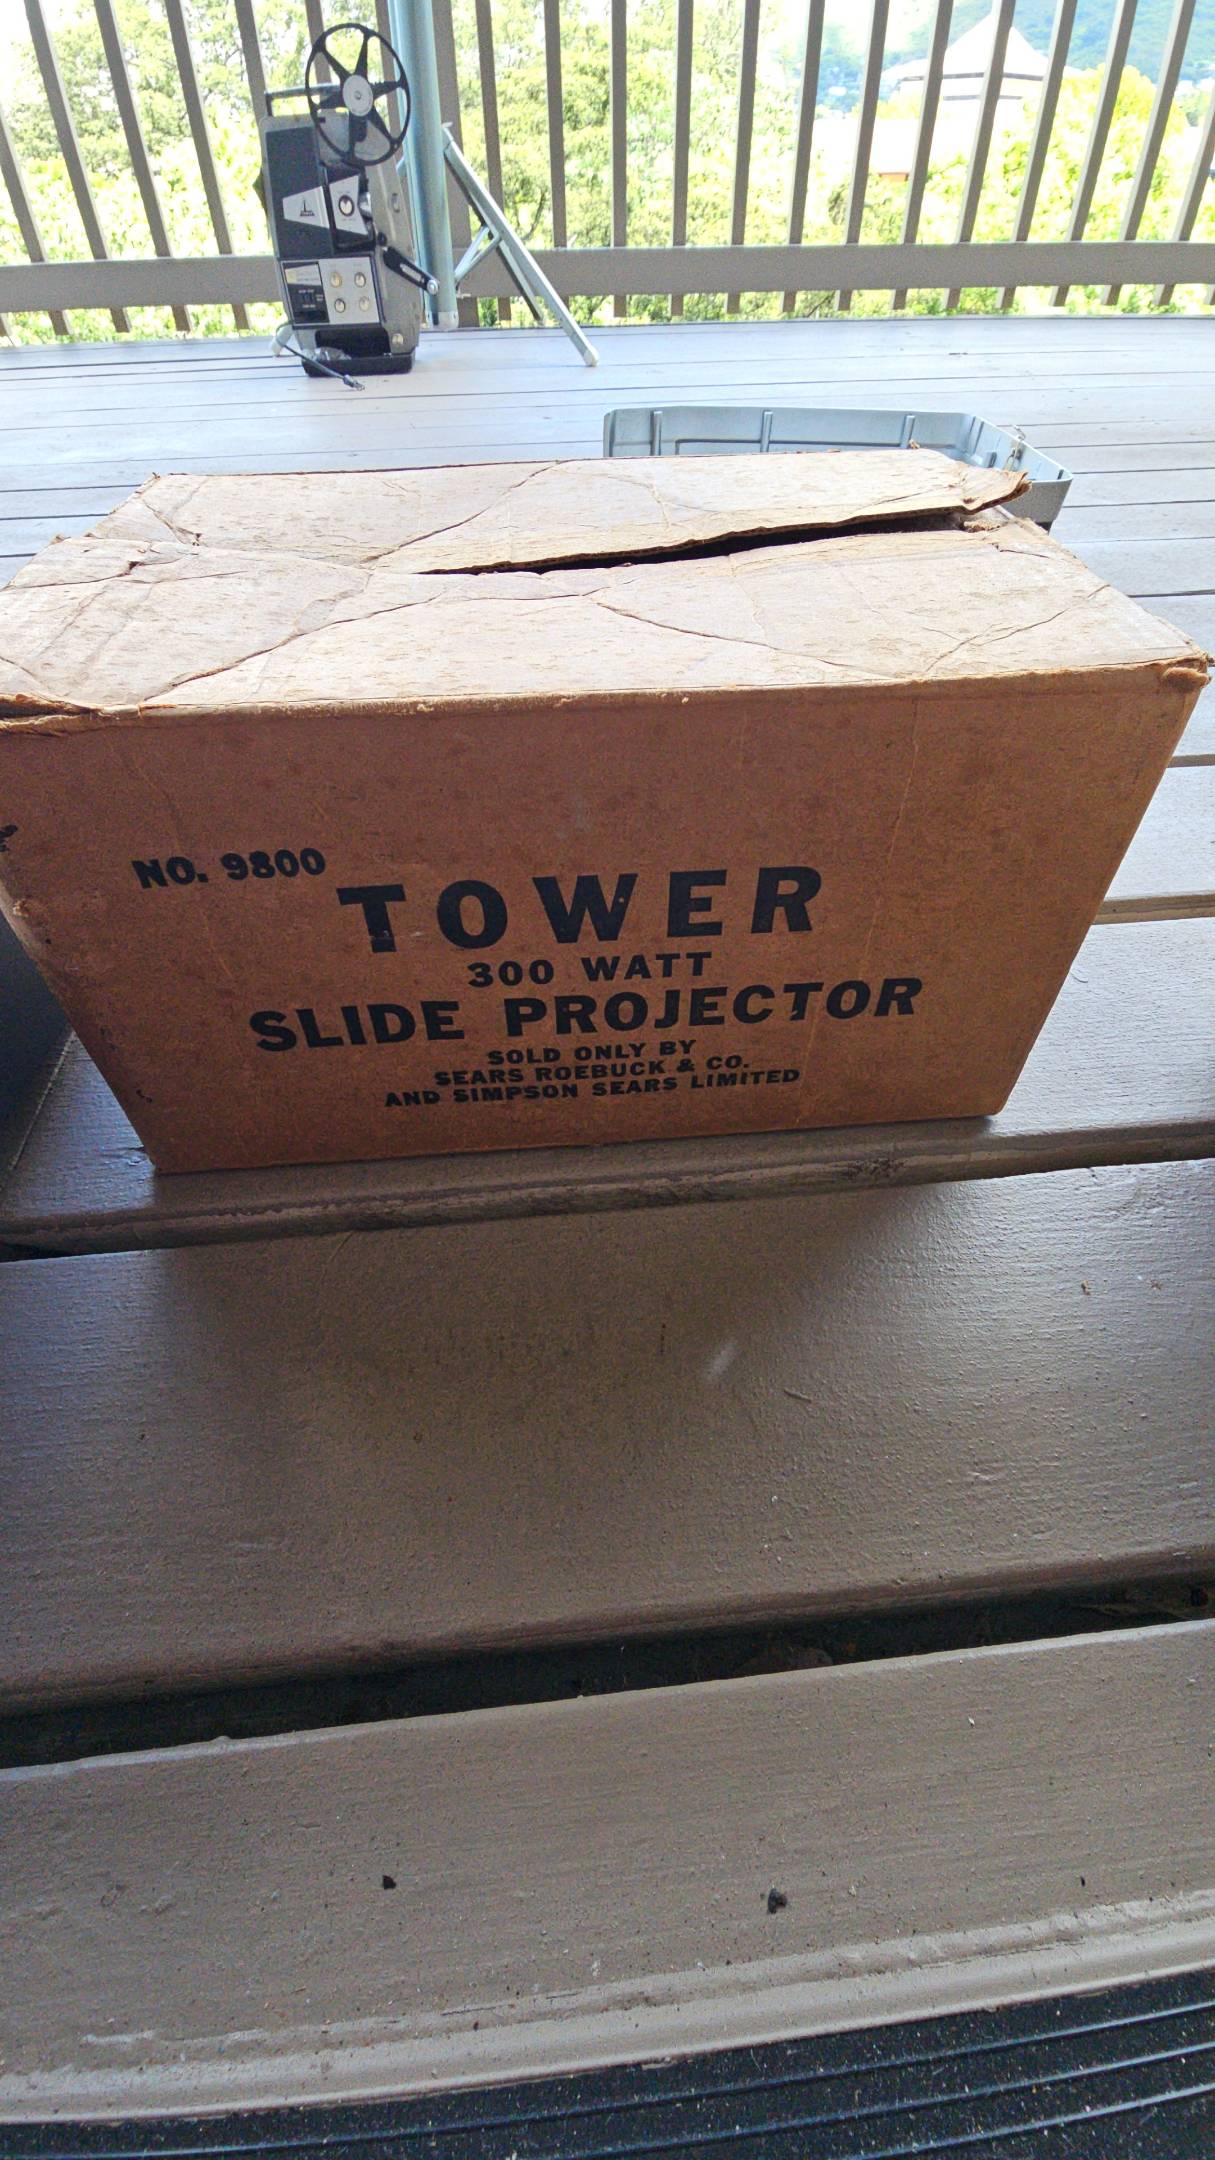 NO. 9800
TOWER
300 WATT
SLIDE PROJECTOR
SOLD ONLY BY
SEARS ROEBUCK & CO.
AND SIMPSON SEARS LIMITED